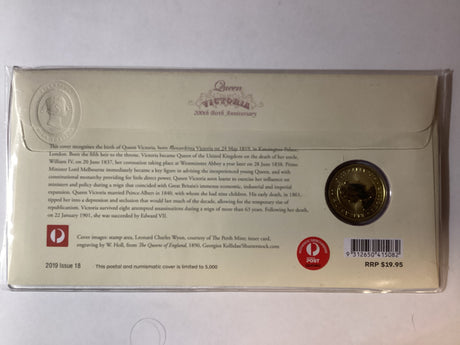 Queen
VICTORIA
200th Birth Anniversary
This cover recognises the birth of Queen Victoria, born Alexandrina Victoria on 24 May 1819, in Kensington Palace,
London. Born the fifth heir to the throne, Victoria became Queen of the United Kingdom on the death of her uncle,
William IV, on 20 June 1837, her coronation taking place at Westminster Abbey a year later on 28 June 1838. Prime
Minister Lord Melbourne immediately became a key figure in advising the inexperienced young Queen, and with
constitutional monarchy providing for little direct power, Queen Victoria soon learnt to exercise her influence on
ministers and policy during a reign that coincided with Great Britain's immense economic, industrial and imperial
expansion. Queen Victoria married Prince Albert in 1840, with whom she had nine children. His early death, in 1861,
tipped her into a depression and seclusion that would last much of the decade, allowing for the temporary rise of
republicanism. Victoria survived eight attempted assassinations during a reign of more than 63 years. Following her death,
on 22 January 1901, she was succeeded by Edward VII.
Cover images: stamp area, Leonard Charles Wyon, courtesy of the Perth Mint; inner card,
engraving by W. Holl, from The Queens of England, 1890, Georgios Kollidas/Shutterstock.com
2019 Issue 18
This postal and numismatic cover is limited to 5,000
POST
9 312650 415082
RRP $19.95